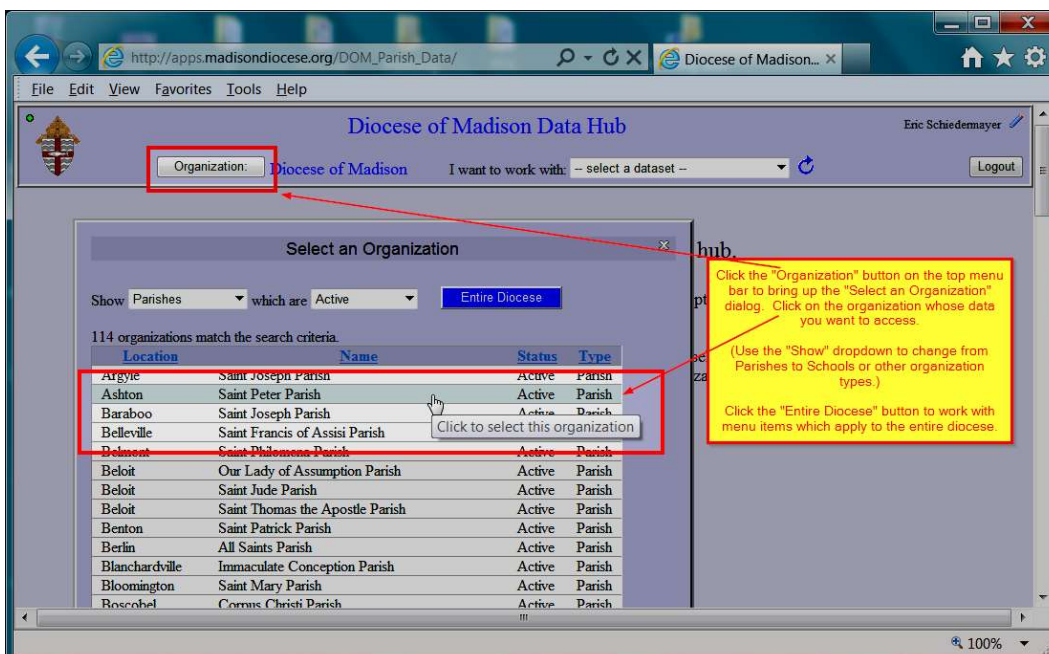 http://apps.madisondiocese.org/DOM_Parish_Data/
Diocese of Madison...
File Edit View Favorites Tools Help
Diocese of Madison Data Hub
Eric Schiedermayer
Organization: Diocese of Madison I want to work with: -- select a dataset --
Logout
Select an Organization
hub.
Show Parishes which are Active Entire Diocese
114 organizations match the search criteria.
Location Name Status Type
Argyle Saint Joseph Parish Active Parish
Ashton Saint Peter Parish Active Parish
Baraboo Saint Joseph Parish Active Parish
Belleville Saint Francis of Assisi Parish
Click to select this organization
Belmont Saint Philomena Parish Active Parish
Beloit Our Lady of Assumption Parish Active Parish
Beloit Saint Jude Parish Active Parish
Beloit Saint Thomas the Apostle Parish Active Parish
Benton Saint Patrick Parish Active Parish
Berlin All Saints Parish Active Parish
Blanchardville Immaculate Conception Parish Active Parish
Bloomington Saint Mary Parish Active Parish
Boscobel Corpus Christi Parish Active Parish
Click the "Organization" button on the top menu
bar to bring up the "Select an Organization"
dialog. Click on the organization whose data
you want to access.
(Use the "Show" dropdown to change from
Parishes to Schools or other organization
types.)
Click the "Entire Diocese" button to work with
menu items which apply to the entire diocese.
100%